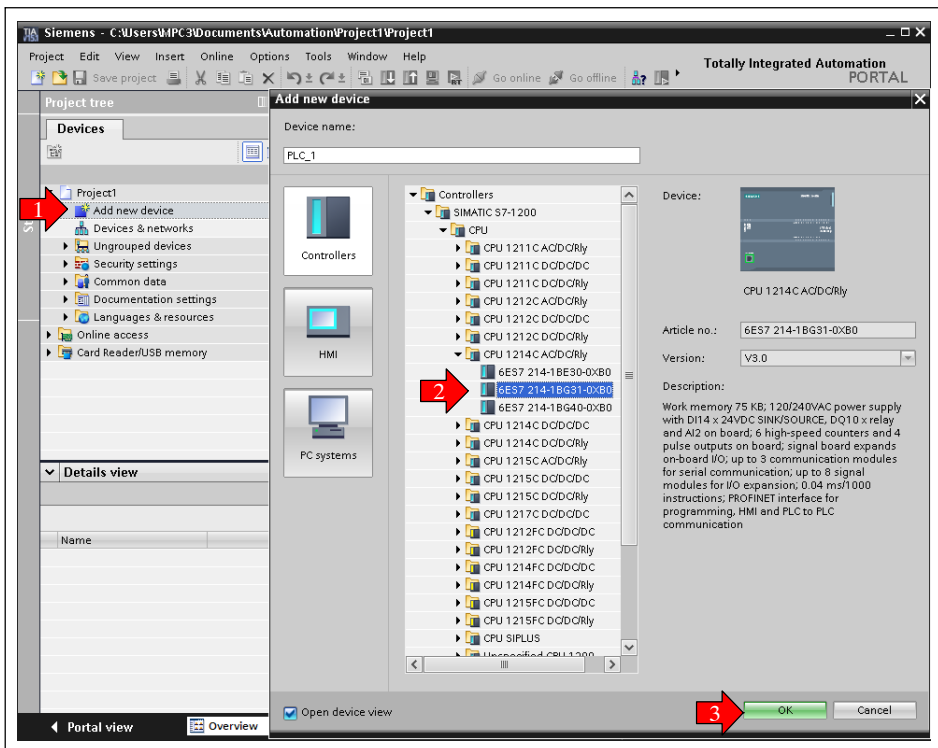 Siemens - C:\Users\MPC3\Documents\Automation\Project1\Project1
Project Edit View Insert Online Options Tools Window Help
Save project
Go online
Go offline
Totally Integrated Automation
PORTAL
Project tree
Devices
Project1
1
Add new device
Devices & networks
Ungrouped devices
Security settings
Common data
Documentation settings
Languages & resources
Online access
Card Reader/USB memory
Details view
Name
Portal view
Overview
Add new device
Device name:
PLC_1
Controllers
HMI
PC systems
Controllers
SIMATIC S7-1200
CPU
CPU 1211C AC/DC/Rly
CPU 1211C DC/DC/DC
CPU 1211C DC/DC/Rly
CPU 1212C AC/DC/Rly
CPU 1212C DC/DC/DC
CPU 1212C DC/DC/Rly
CPU 1214C AC/DC/Rly
6ES7 214-1BE30-0XB0
2
6ES7 214-1BG31-0XB0
6ES7 214-1BG40-0XB0
CPU 1214C DC/DC/DC
CPU 1214C DC/DC/Rly
CPU 1215C AC/DC/Rly
CPU 1215C DC/DC/DC
CPU 1215C DC/DC/Rly
CPU 1217C DC/DC/DC
CPU 1212FC DC/DC/DC
CPU 1212FC DC/DC/Rly
CPU 1214FC DC/DC/DC
CPU 1214FC DC/DC/Rly
CPU 1215FC DC/DC/DC
CPU 1215FC DC/DC/Rly
CPU SIPLUS
Unspecified CPU 1200
Device:
CPU 1214C AC/DC/Rly
Article no.:
6ES7 214-1BG31-0XB0
Version:
V3.0
Description:
Work memory 75 KB; 120/240VAC power supply
with DI14 x 24VDC SINK/SOURCE, DQ10 x relay
and AI2 on board; 6 high-speed counters and 4
pulse outputs on board; signal board expands
on-board I/O; up to 3 communication modules
for serial communication; up to 8 signal
modules for I/O expansion; 0.04 ms/1000
instructions; PROFINET interface for
programming, HMI and PLC to PLC
communication
Open device view
3
OK
Cancel